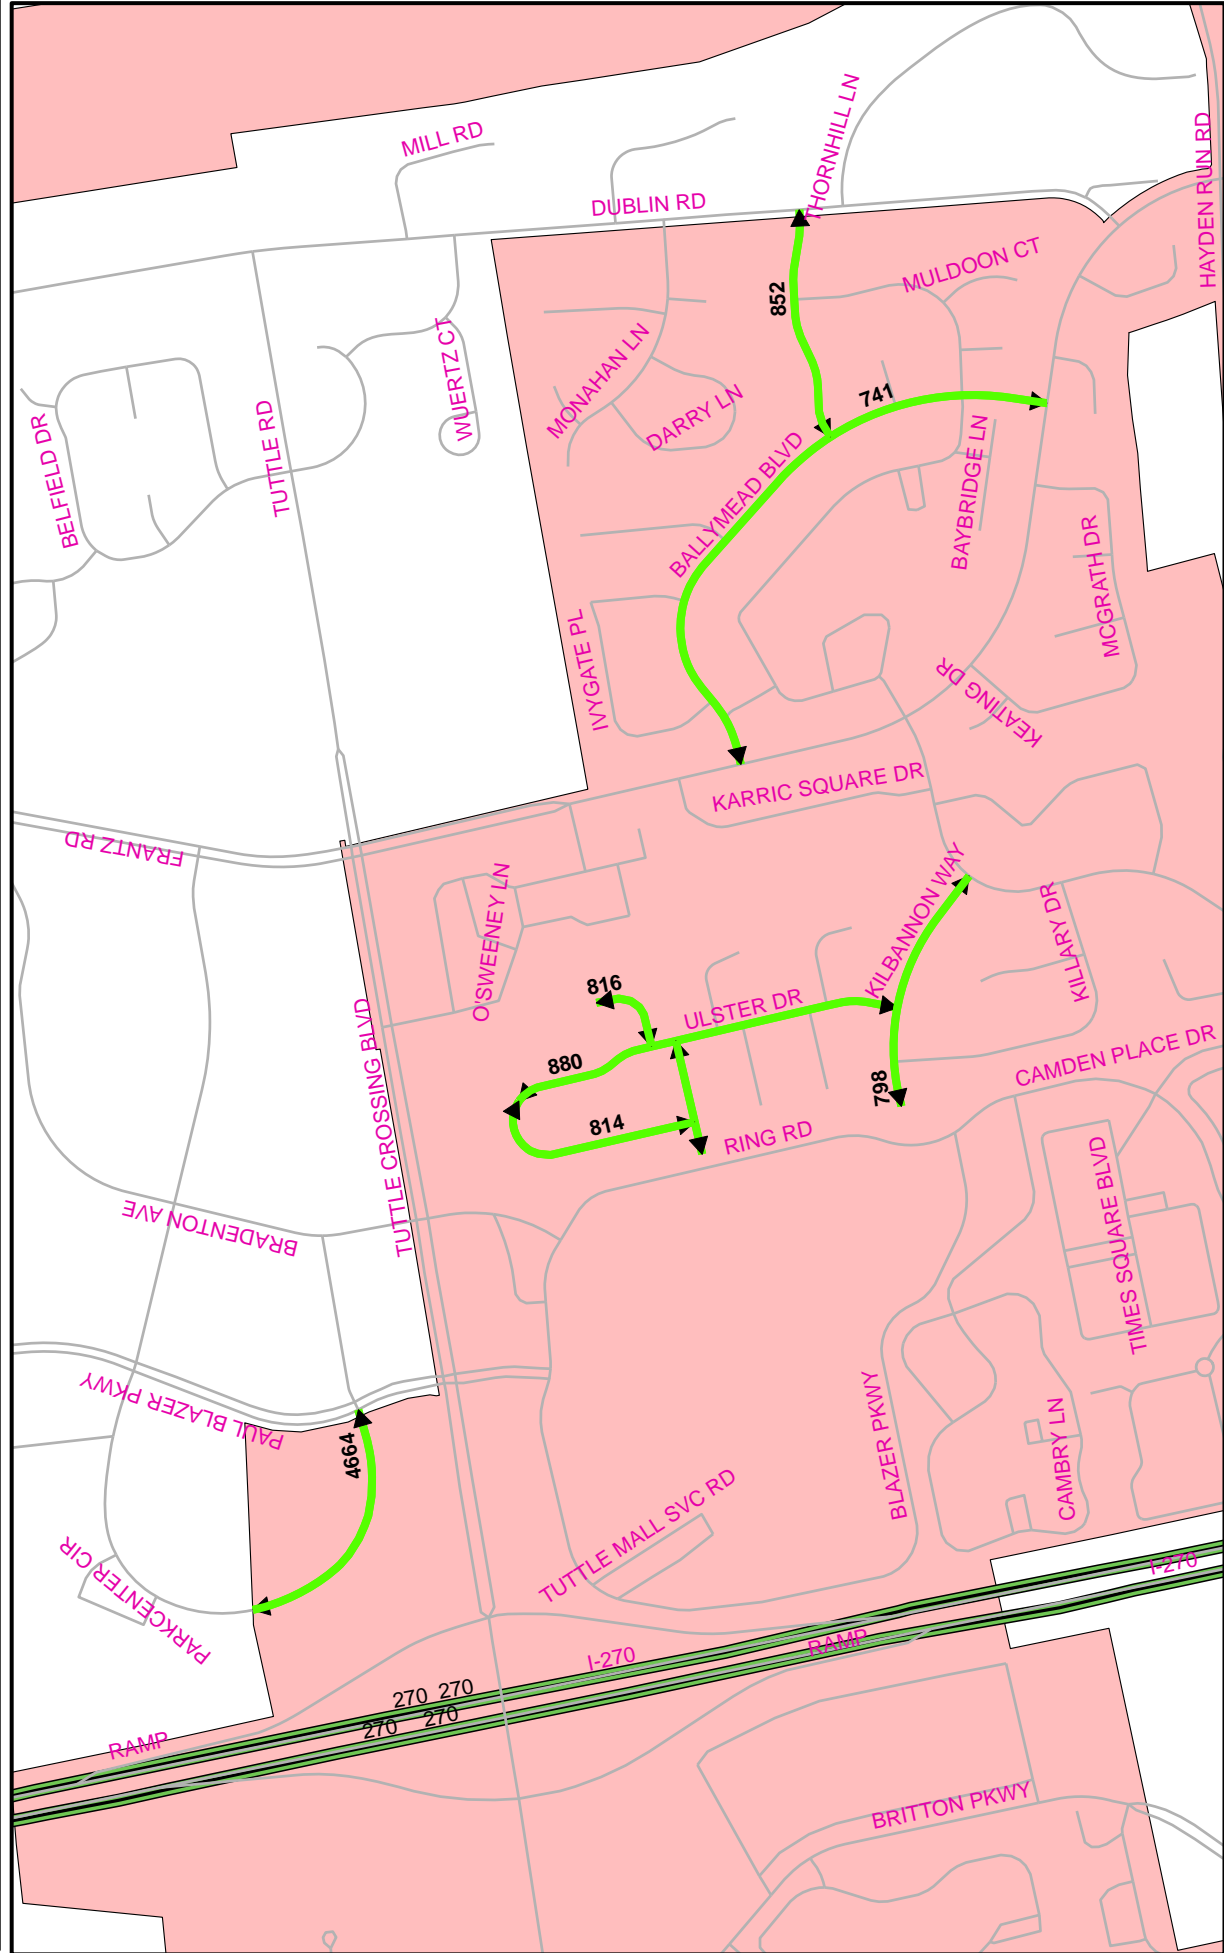 MILL RD
THORNHILL LN
HAYDEN RUN RD
DUBLIN RD
MULDOON CT
852
WUERTZ CT
MONAHAN LN
DARRY LN
741
BELFIELD DR
TUTTLE RD
BALLYMEAD BLVD
BAYBRIDGE LN
MCGRATH DR
IVYGATE PL
KEATING DR
KARRIC SQUARE DR
FRANTZ RD
O'SWEENEY LN
KILBANNON WAY
KILLARY DR
816
ULSTER DR
880
798
CAMDEN PLACE DR
814
RING RD
TUTTLE CROSSING BLVD
BRADENTON AVE
TIMES SQUARE BLVD
PAUL BLAZER PKWY
4664
BLAZER PKWY
CAMBRY LN
TUTTLE MALL SVC RD
PARKCENTER CIR
I-270
I-270
RAMP
270 270
270 270
RAMP
BRITTON PKWY